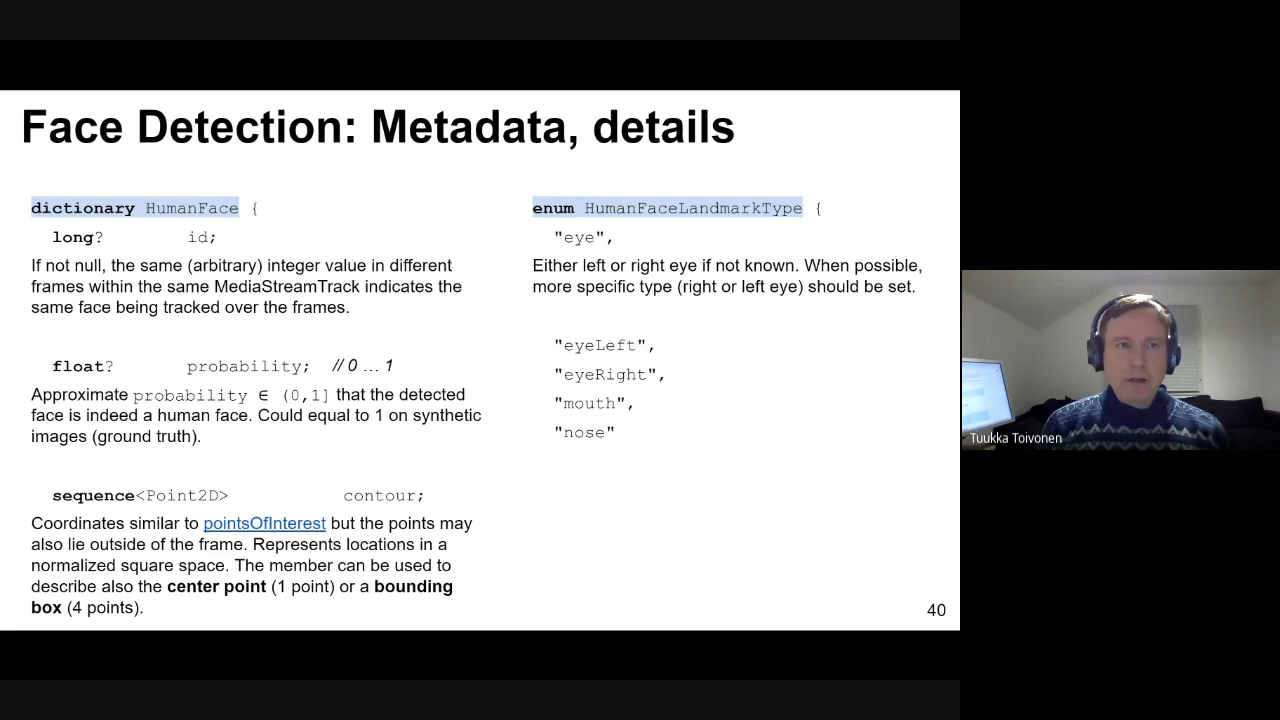 Face Detection: Metadata, details
dictionary HumanFace {
long? id;
If not null, the same (arbitrary) integer value in different
frames within the same MediaStreamTrack indicates the
same face being tracked over the frames.
float? probability; // 0 … 1
Approximate probability ∈ (0,1] that the detected
face is indeed a human face. Could equal to 1 on synthetic
images (ground truth).
sequence<Point2D> contour;
Coordinates similar to pointsOfInterest but the points may
also lie outside of the frame. Represents locations in a
normalized square space. The member can be used to
describe also the center point (1 point) or a bounding
box (4 points).
enum HumanFaceLandmarkType {
"eye",
Either left or right eye if not known. When possible,
more specific type (right or left eye) should be set.
"eyeLeft",
"eyeRight",
"mouth",
"nose"
40
Tuukka Toivonen